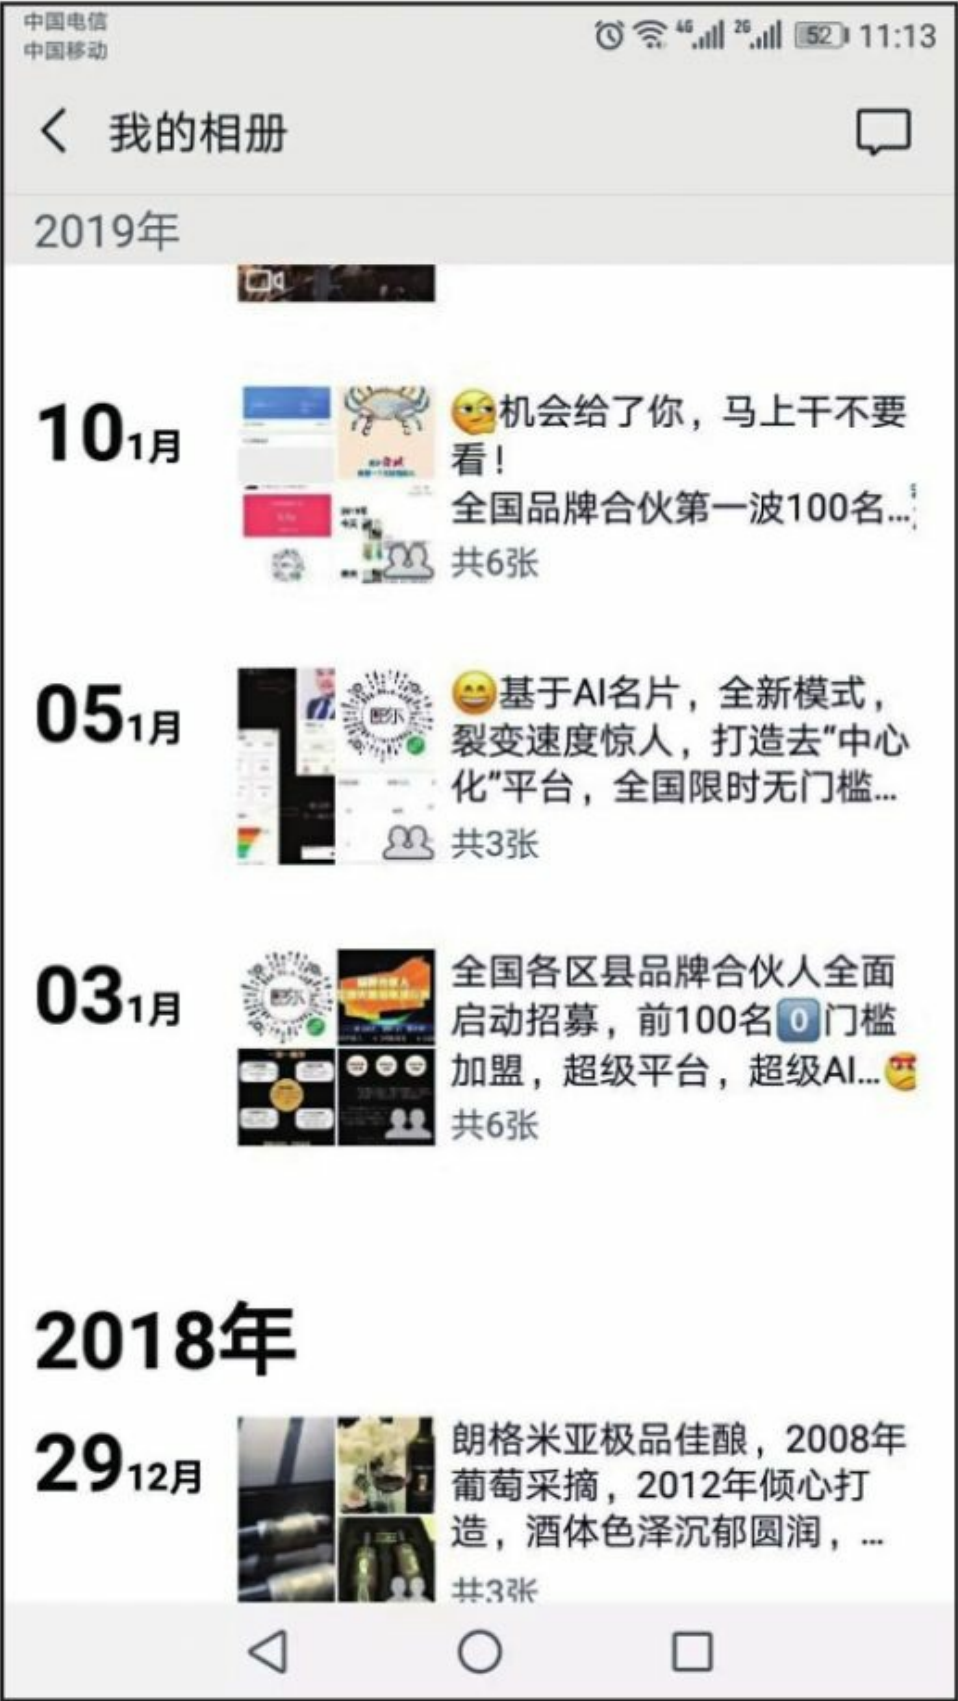 中国电信
中国移动
4G
2G
52
11:13
我的相册
2019年
10 1月
机会给了你，马上干不要
看！
全国品牌合伙第一波100名...
共6张
05 1月
基于AI名片，全新模式，
裂变速度惊人，打造去“中心
化”平台，全国限时无门槛...
共3张
03 1月
全国各区县品牌合伙人全面
启动招募，前100名0️⃣门槛
加盟，超级平台，超级AI...
共6张
2018年
29 12月
朗格米亚极品佳酿，2008年
葡萄采摘，2012年倾心打
造，酒体色泽沉郁圆润，...
共3张